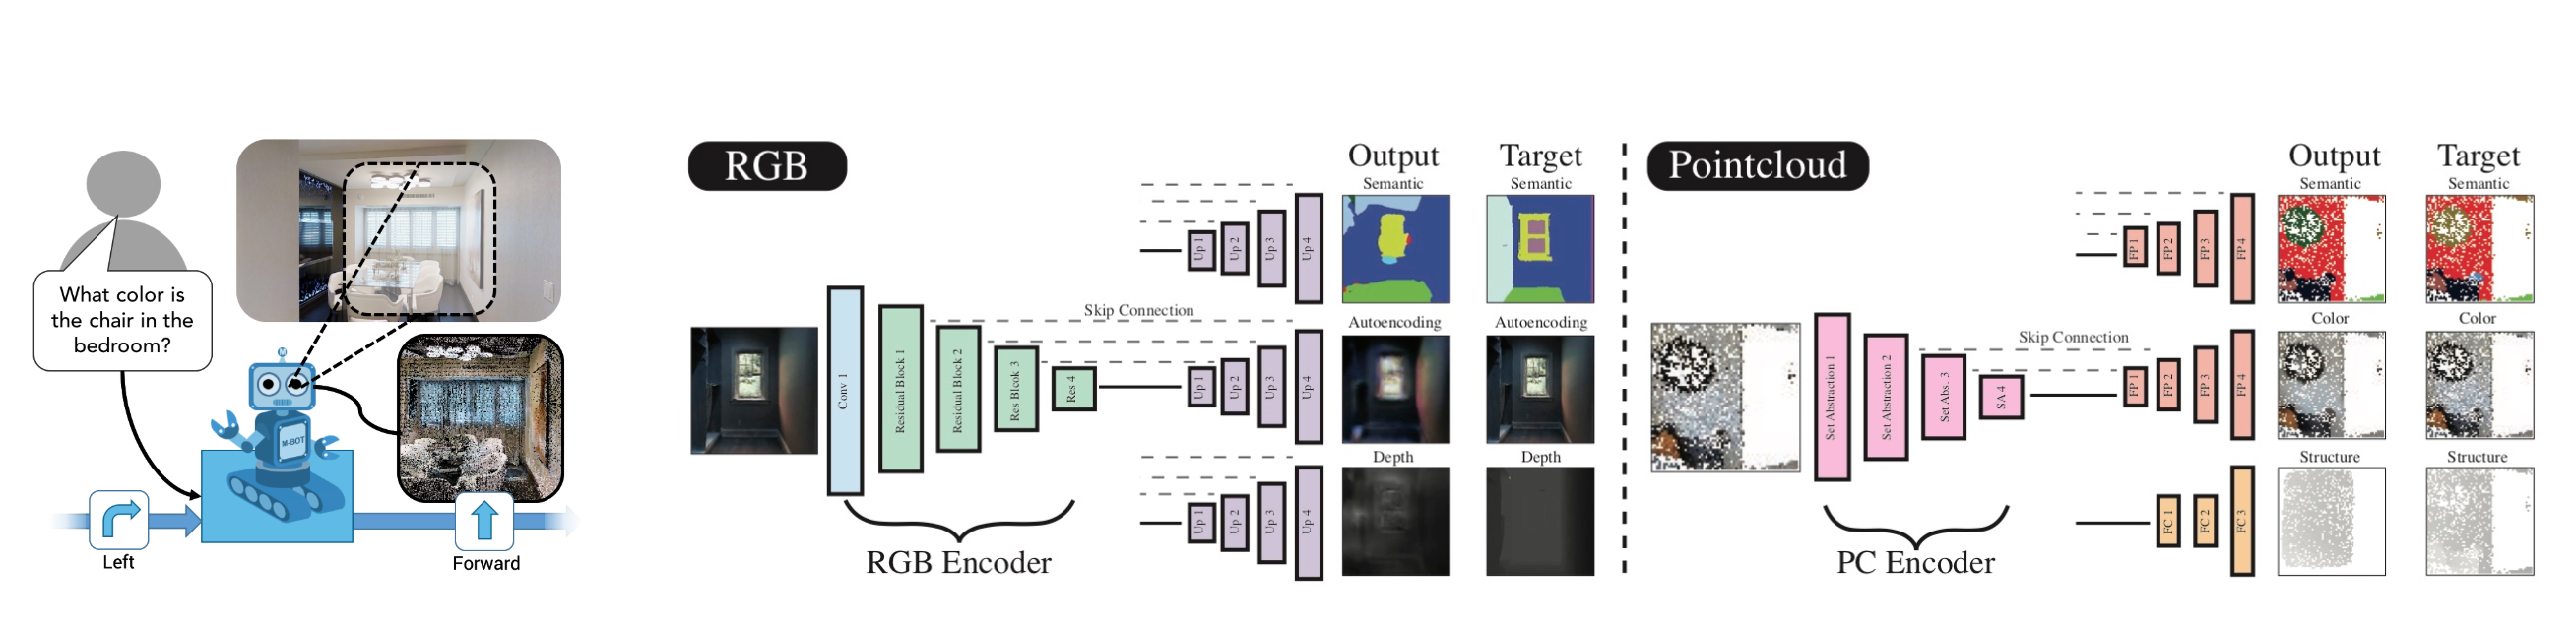 What color is
the chair in the
bedroom?
M
M-BOT
Left
Forward
RGB
Output
Target
Semantic
Semantic
Up 1
Up 2
Up 3
Up 4
Conv 1
Residual Block 1
Residual Block 2
Res Blcok 3
Res 4
Skip Connection
Autoencoding
Autoencoding
Up 1
Up 2
Up 3
Up 4
Depth
Depth
Up 1
Up 2
Up 3
Up 4
RGB Encoder
Pointcloud
Output
Target
Semantic
Semantic
FP 1
FP 2
FP 3
FP 4
Set Abstraction 1
Set Abstraction 2
Set Abs. 3
SA 4
Skip Connection
Color
Color
FP 1
FP 2
FP 3
FP 4
Structure
Structure
FC 1
FC 2
FC 3
PC Encoder